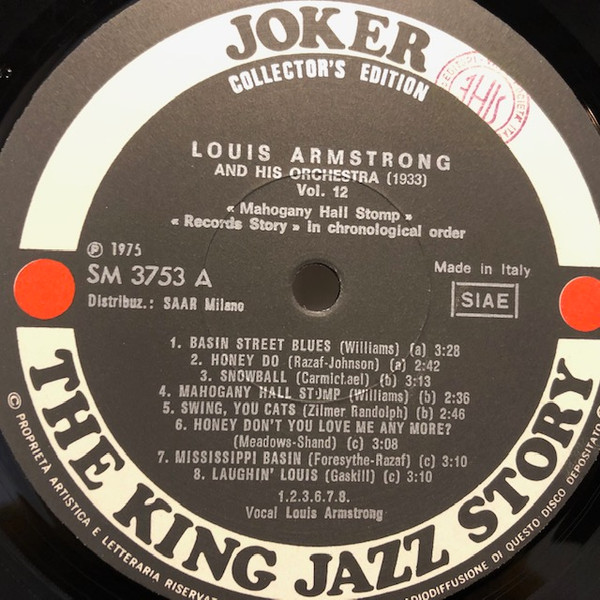 JOKER
COLLECTOR'S EDITION
LOUIS ARMSTRONG
AND HIS ORCHESTRA (1933)
Vol. 12
« Mahogany Hall Stomp »
« Records Story » in chronological order
℗ 1975
SM 3753 A
Distribuz.: SAAR Milano
Made in Italy
SIAE
1. BASIN STREET BLUES (Williams) (a) 3:28
2. HONEY DO (Razaf-Johnson) (a) 2:42
3. SNOWBALL (Carmichael) (b) 3:13
4. MAHOGANY HALL STOMP (Williams) (b) 2:36
5. SWING, YOU CATS (Zilmer Randolph) (b) 2:46
6. HONEY DON'T YOU LOVE ME ANY MORE?
(Meadows-Shand) (c) 3:08
7. MISSISSIPPI BASIN (Foresythe-Razaf) (c) 3:10
8. LAUGHIN' LOUIS (Gaskill) (c) 3:10
1.2.3.6.7.8.
Vocal Louis Armstrong
THE KING JAZZ STORY
© PROPRIETA ARTISTICA E LETTERARIA RISERVAT
RADIODIFFUSIONE DI QUESTO DISCO DEPOSITATO